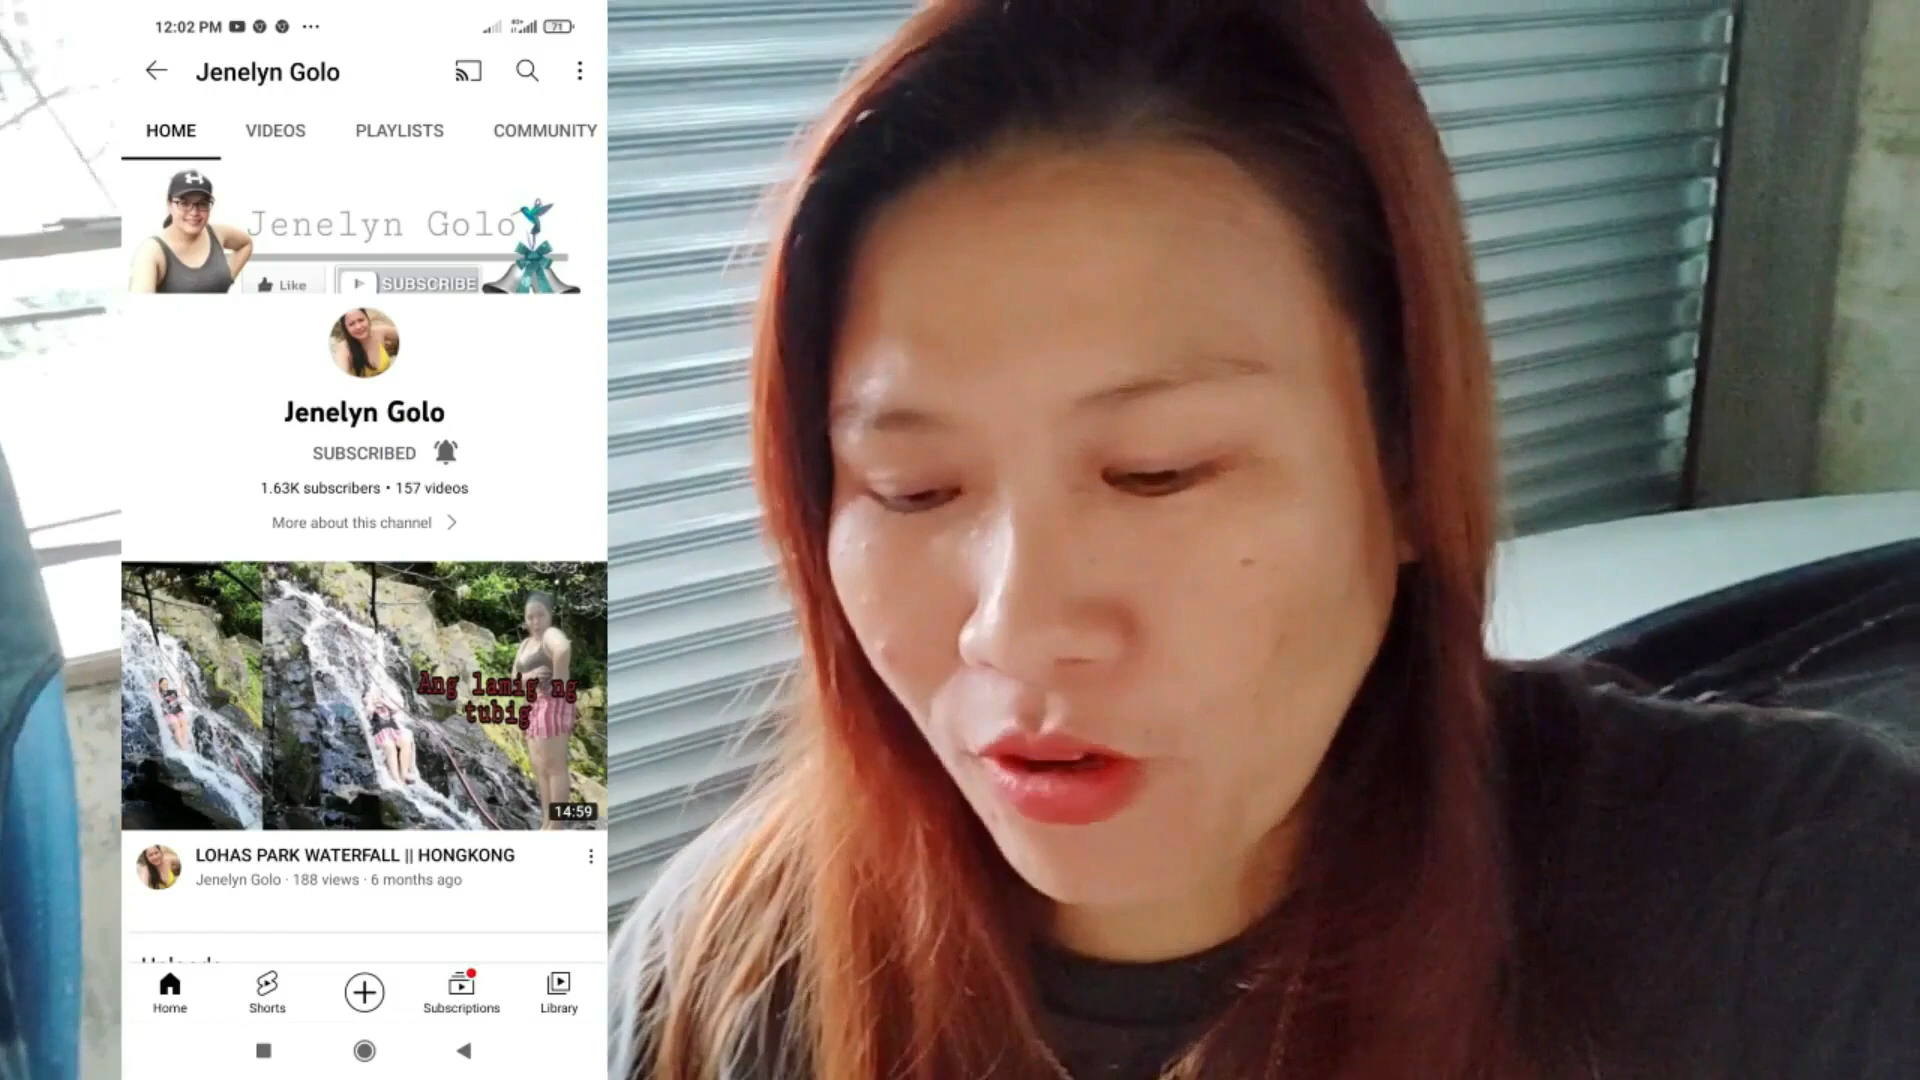 12:02 PM
71
Jenelyn Golo
HOME VIDEOS PLAYLISTS COMMUNITY
Jenelyn Golo
Like SUBSCRIBE
Jenelyn Golo
SUBSCRIBED
1.63K subscribers • 157 videos
More about this channel
Ang lamig ng
tubig
14:59
LOHAS PARK WATERFALL || HONGKONG
Jenelyn Golo · 188 views · 6 months ago
Home Shorts Subscriptions Library